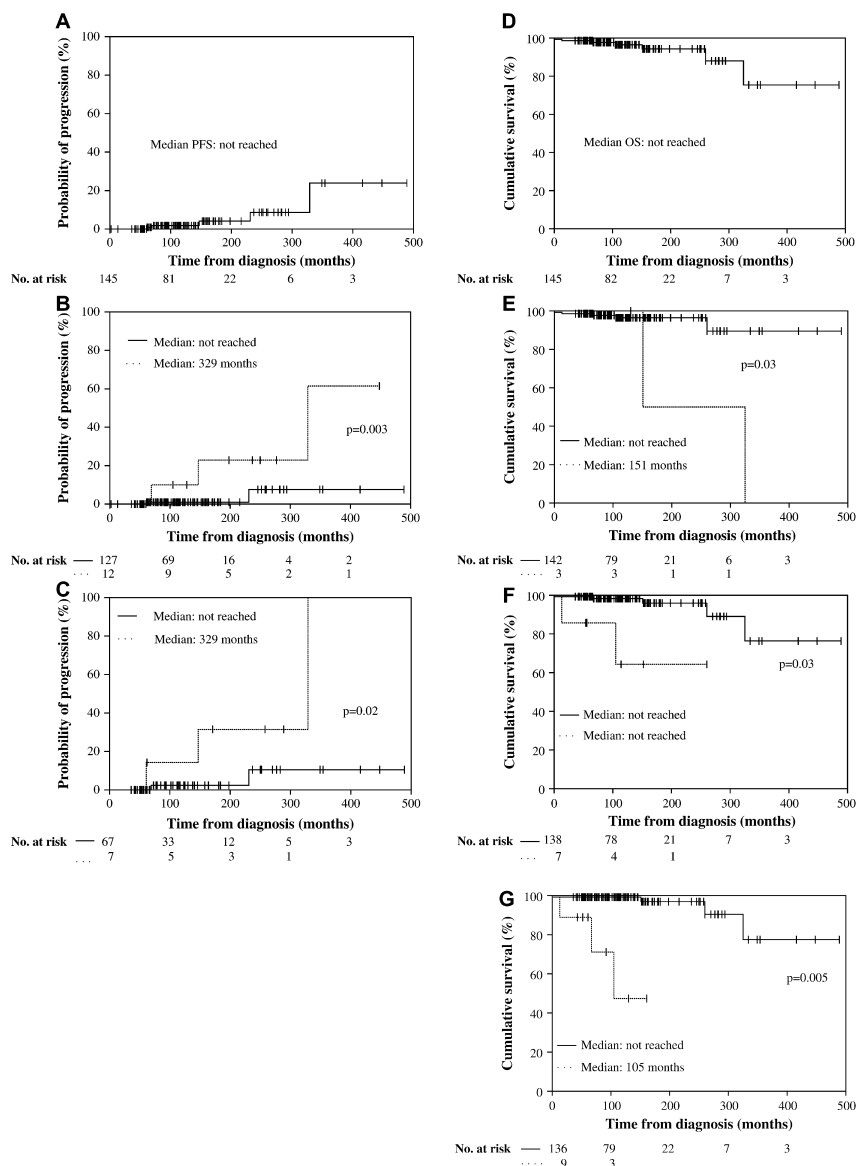 A
Probability of progression (%)
100
80
60
40
20
0
Median PFS: not reached
0 100 200 300 400 500
Time from diagnosis (months)
No. at risk 145 81 22 6 3
B
Probability of progression (%)
100
80
60
40
20
0
Median: not reached
Median: 329 months
p=0.003
0 100 200 300 400 500
Time from diagnosis (months)
No. at risk 127 69 16 4 2
12 9 5 2 1
C
Probability of progression (%)
100
80
60
40
20
0
Median: not reached
Median: 329 months
p=0.02
0 100 200 300 400 500
Time from diagnosis (months)
No. at risk 67 33 12 5 3
7 5 3 1
D
Cumulative survival (%)
100
80
60
40
20
0
Median OS: not reached
0 100 200 300 400 500
Time from diagnosis (months)
No. at risk 145 82 22 7 3
E
Cumulative survival (%)
100
80
60
40
20
0
p=0.03
Median: not reached
Median: 151 months
0 100 200 300 400 500
Time from diagnosis (months)
No. at risk 142 79 21 6 3
3 3 1 1
F
Cumulative survival (%)
100
80
60
40
20
0
p=0.03
Median: not reached
Median: not reached
0 100 200 300 400 500
Time from diagnosis (months)
No. at risk 138 78 21 7 3
7 4 1
G
Cumulative survival (%)
100
80
60
40
20
0
p=0.005
Median: not reached
Median: 105 months
0 100 200 300 400 500
Time from diagnosis (months)
No. at risk 136 79 22 7 3
9 3